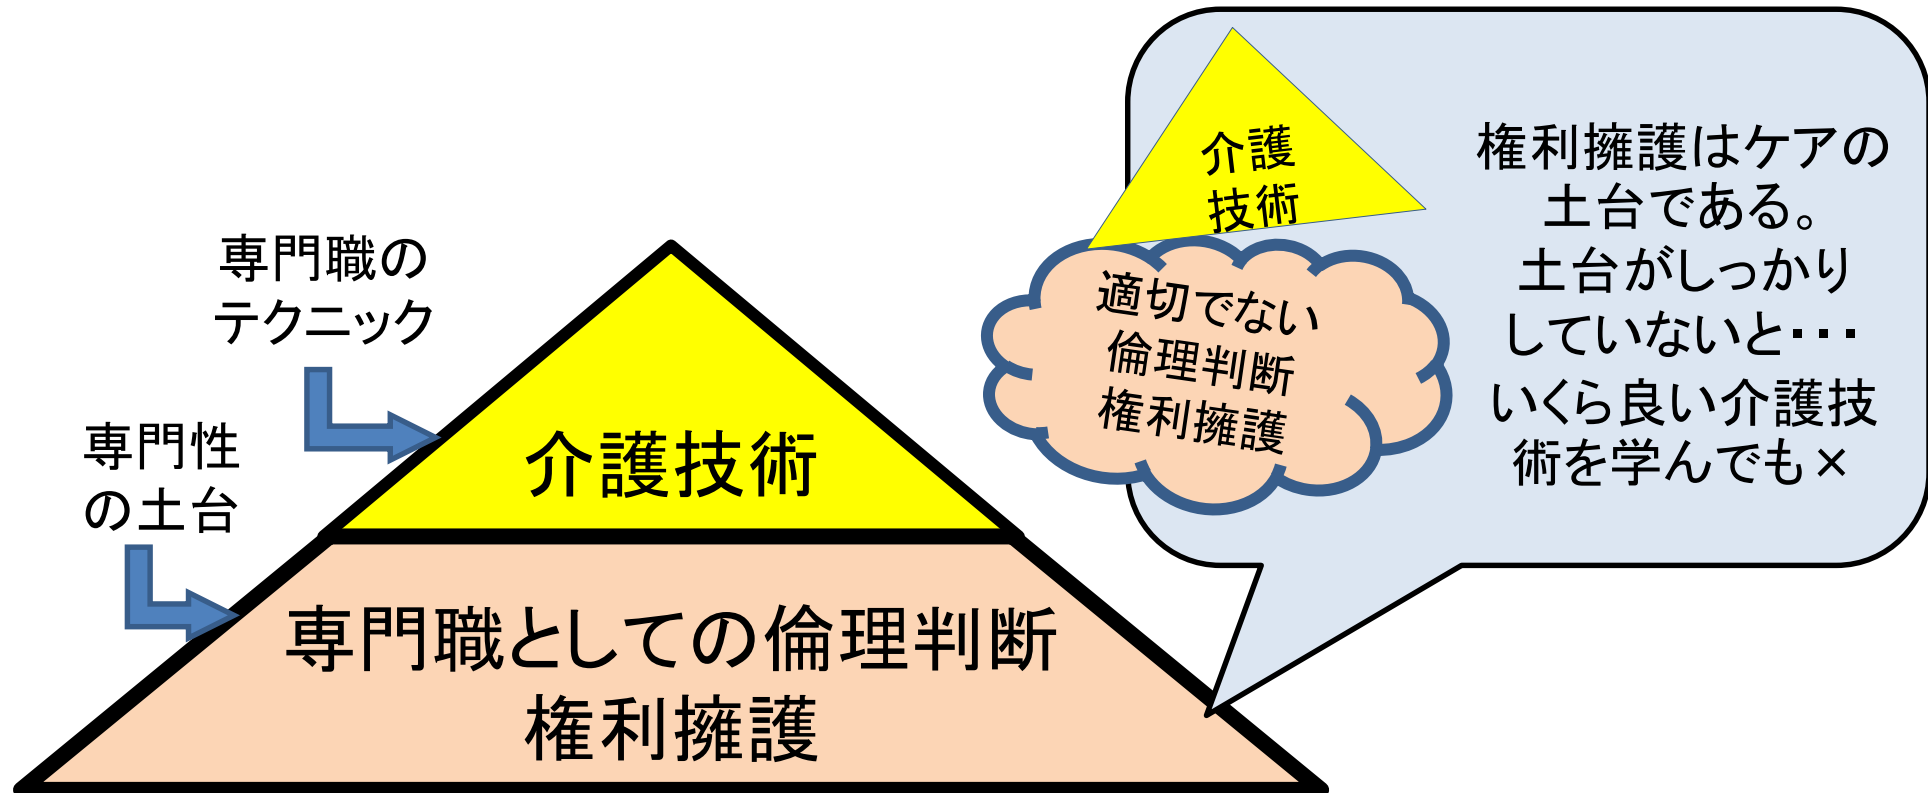 専門職の
テクニック
専門性
の土台
介護技術
専門職としての倫理判断
権利擁護
介護
技術
適切でない
倫理判断
権利擁護
権利擁護はケアの
土台である。
土台がしっかり
していないと・・・
いくら良い介護技
術を学んでも×